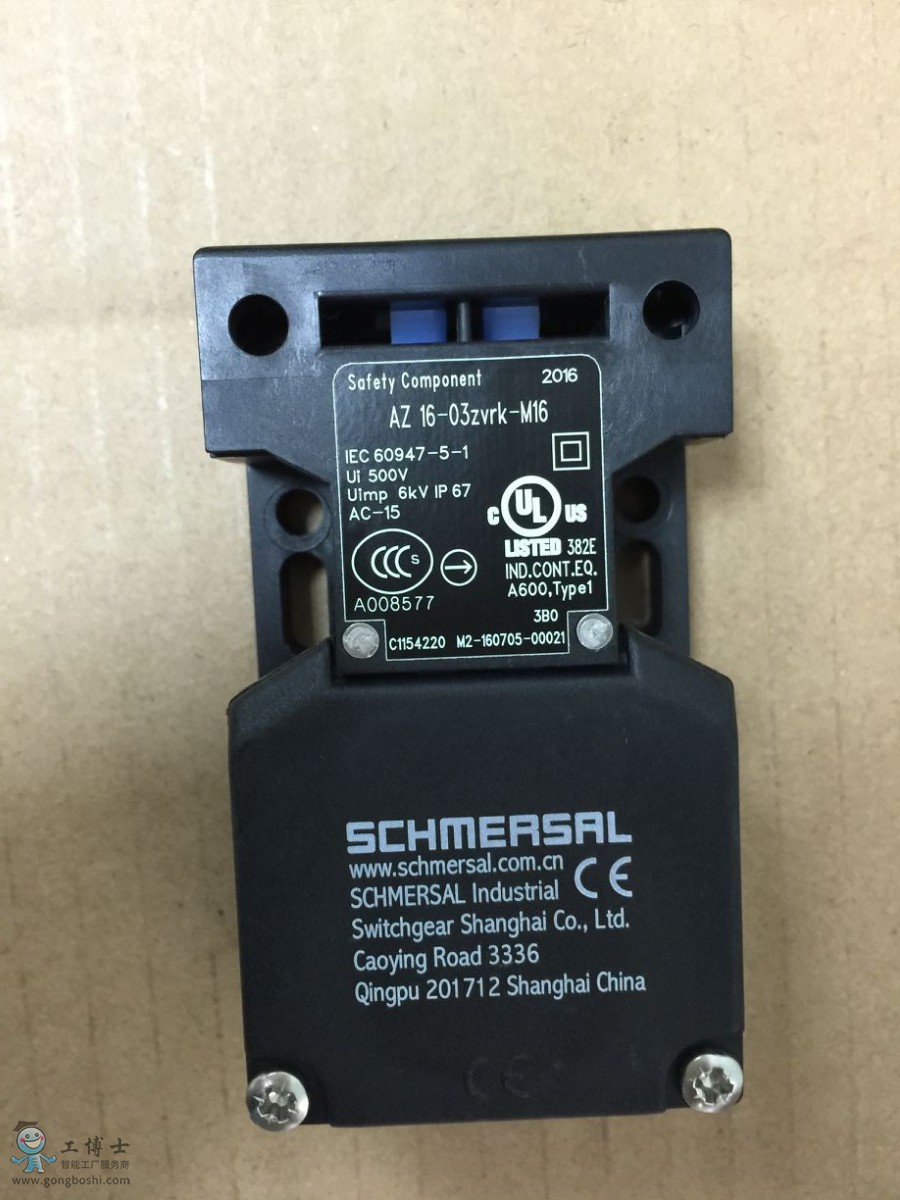 Safety Component 2016
AZ 16-03zvrk-M16
IEC 60947-5-1
Ui 500V
Uimp 6kV IP 67
AC-15
CCC S
A008577
C UL US
LISTED 382E
IND.CONT.EQ.
A600,Type1
3B0
C1154220 M2-160705-00021
SCHMERSAL
www.schmersal.com.cn
CE
SCHMERSAL Industrial
Switchgear Shanghai Co., Ltd.
Caoying Road 3336
Qingpu 201712 Shanghai China
CE
工博士
智能工厂服务商
www.gongboshi.com